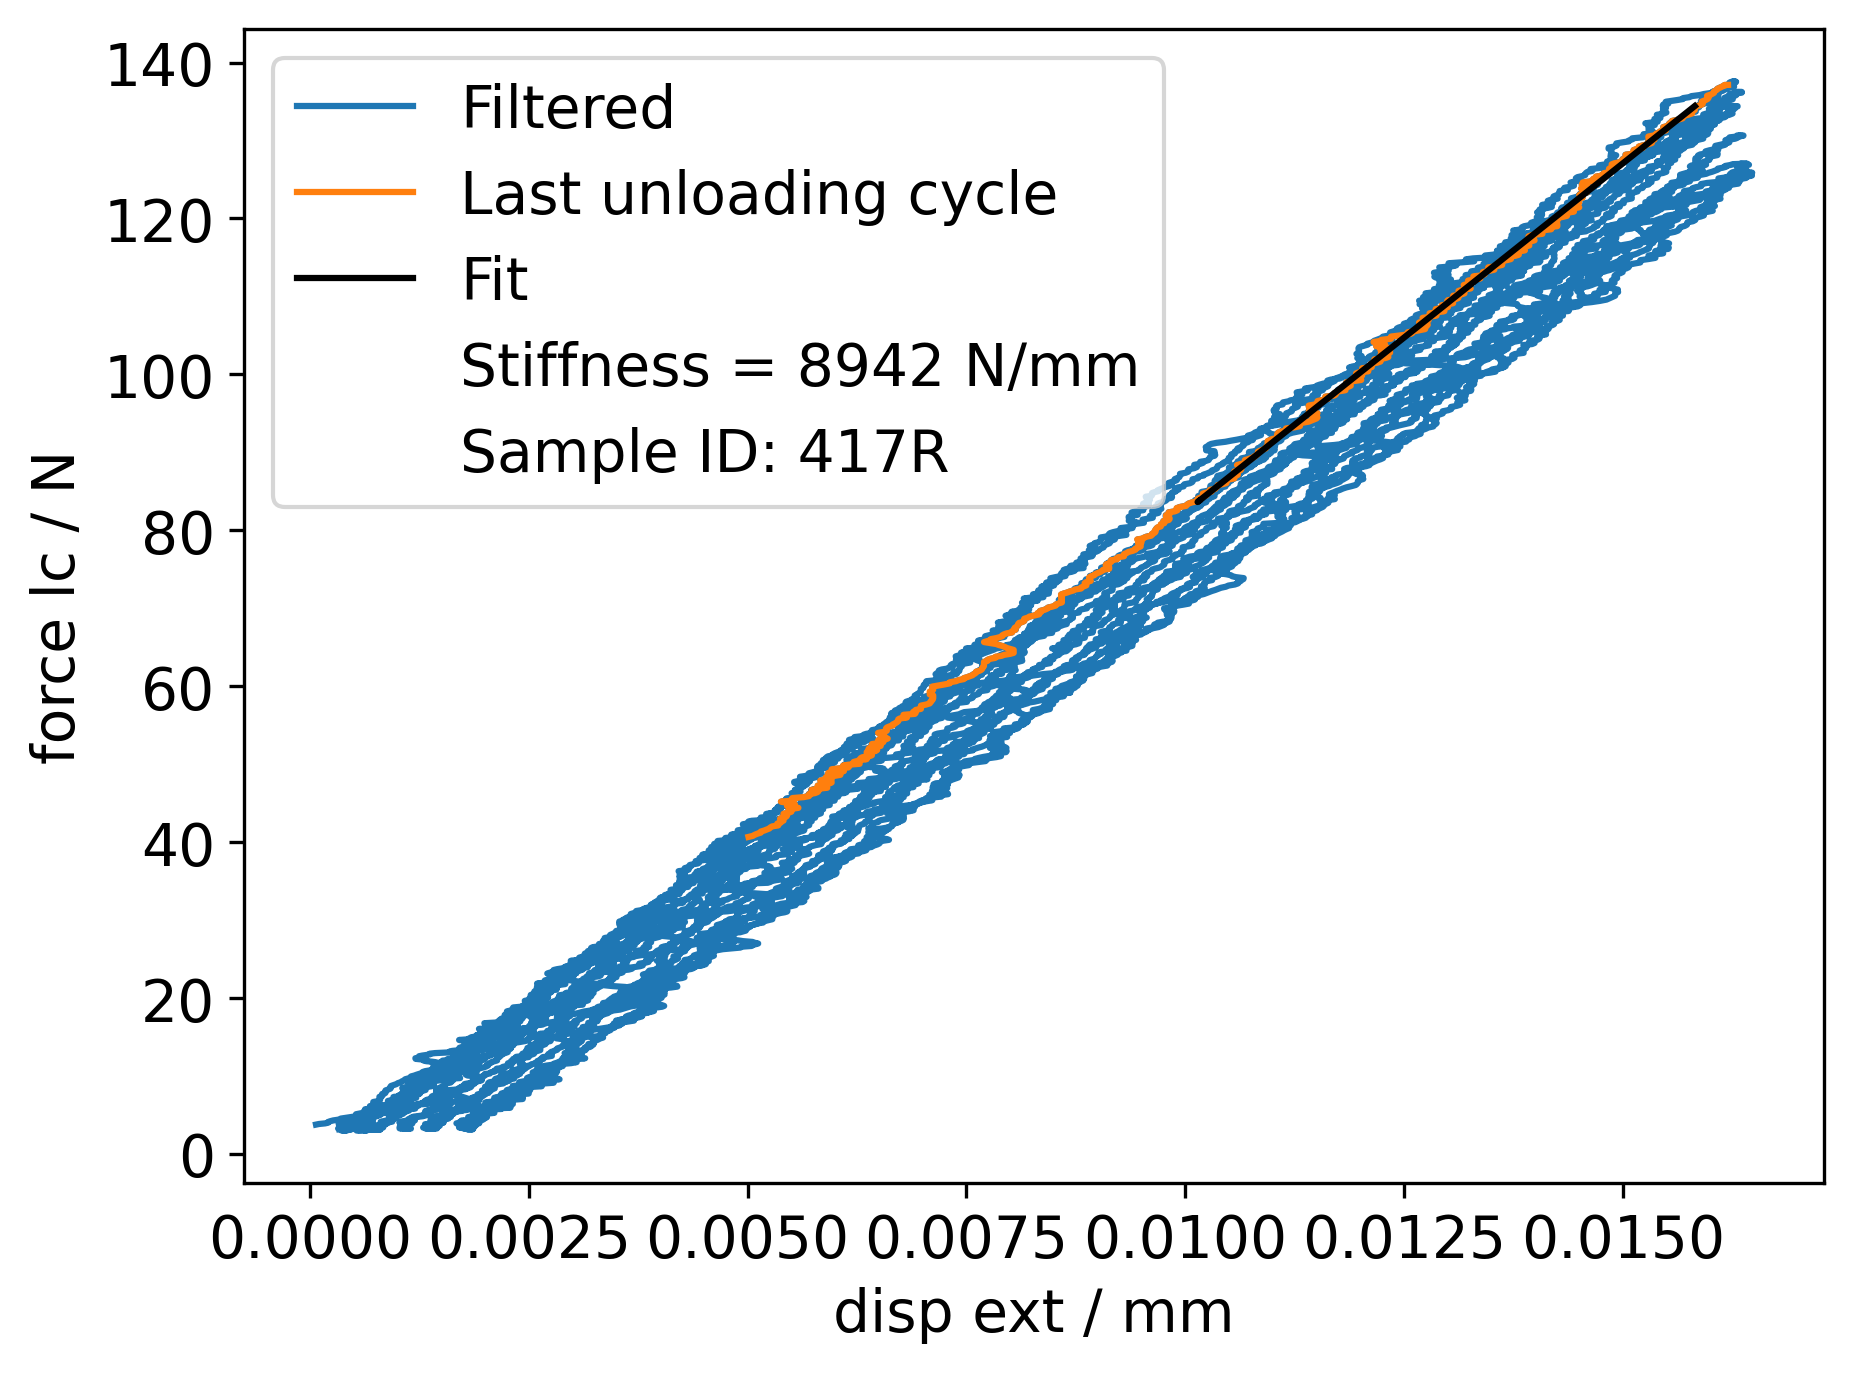 140
120
100
80
60
40
20
0
force lc / N
Filtered
Last unloading cycle
Fit
Stiffness = 8942 N/mm
Sample ID: 417R
0.0000 0.0025 0.0050 0.0075 0.0100 0.0125 0.0150
disp ext / mm